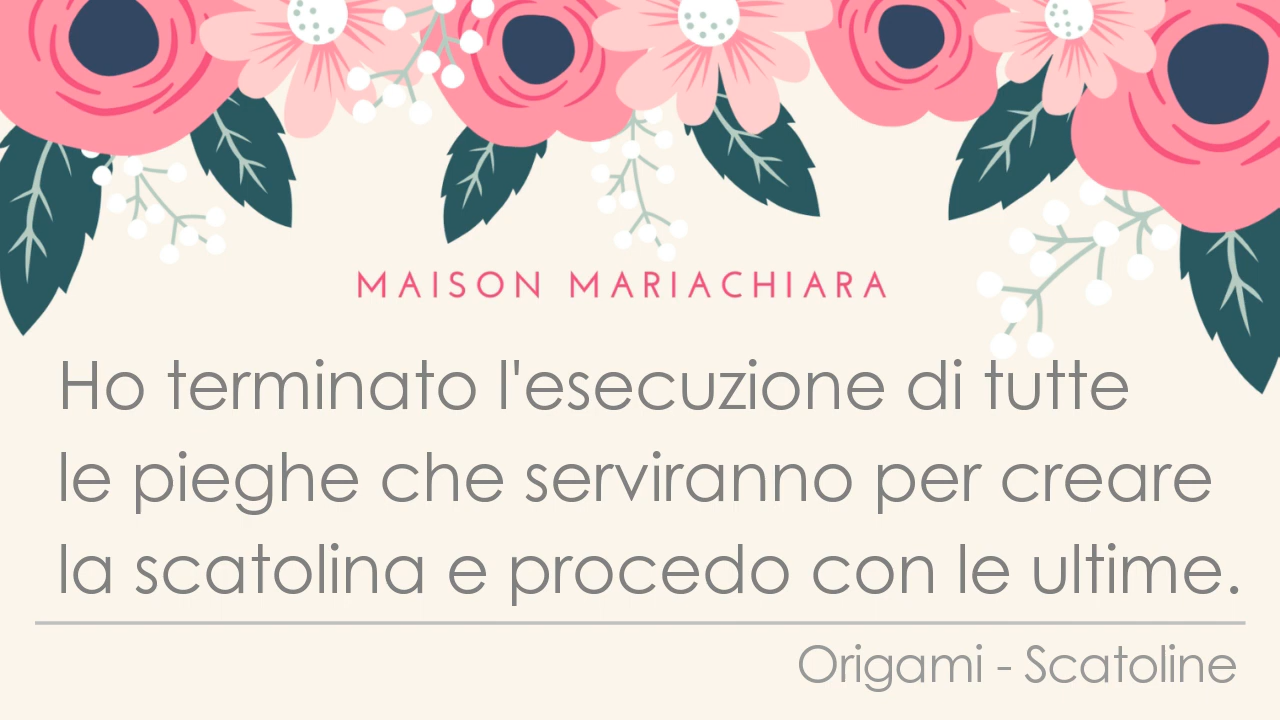 MAISON MARIACHIARA
Ho terminato l'esecuzione di tutte
le pieghe che serviranno per creare
la scatolina e procedo con le ultime.
Origami - Scatoline